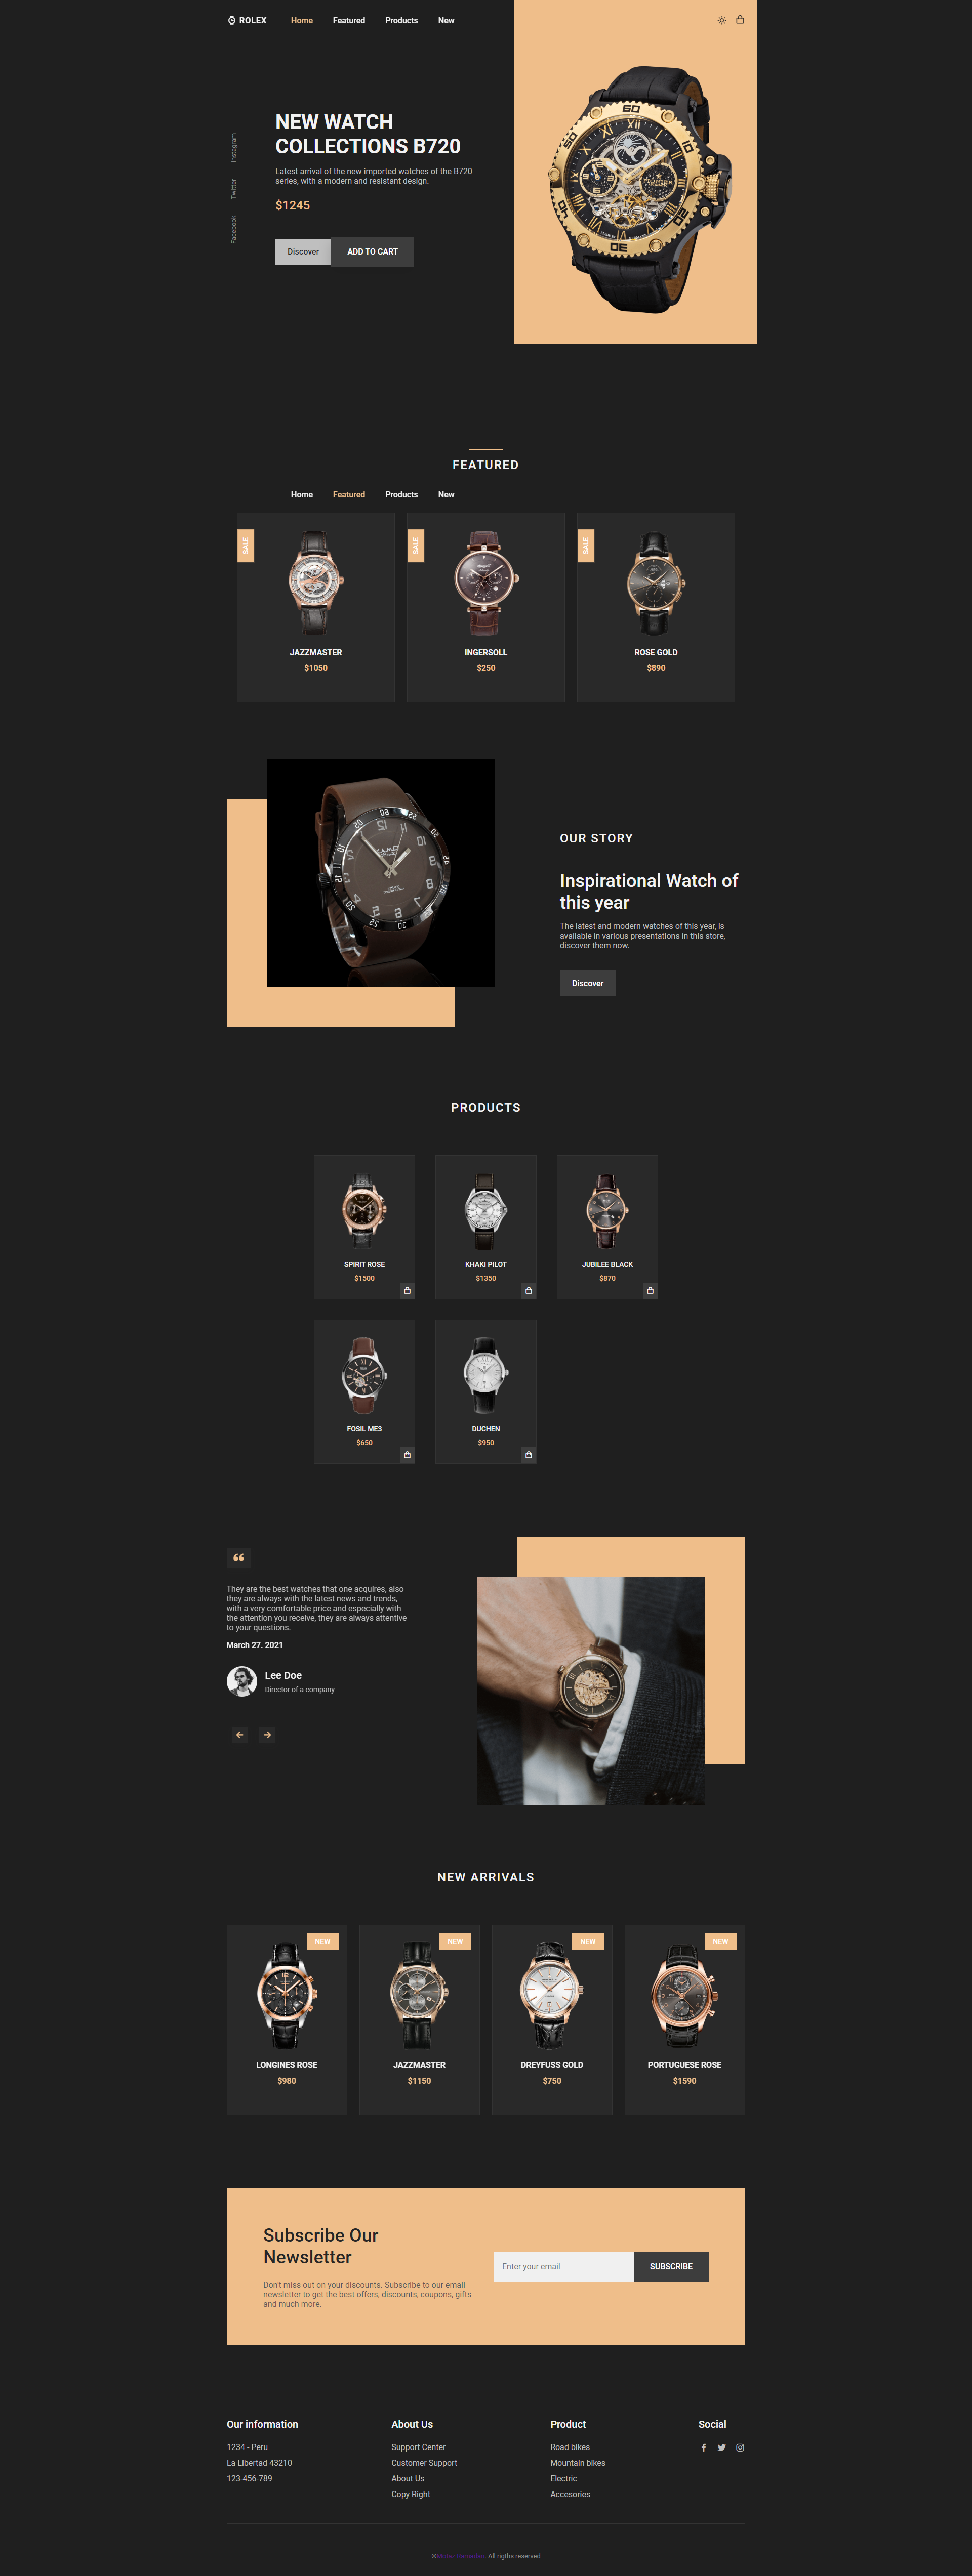 ROLEX Home Featured Products New
Instagram
Twitter
Facebook
NEW WATCH
COLLECTIONS B720
Latest arrival of the new imported watches of the B720
series, with a modern and resistant design.
$1245
Discover ADD TO CART
FEATURED
Home Featured Products New
SALE SALE SALE
JAZZMASTER INGERSOLL ROSE GOLD
$1050 $250 $890
OUR STORY
Inspirational Watch of
this year
The latest and modern watches of this year, is
available in various presentations in this store,
discover them now.
Discover
PRODUCTS
SPIRIT ROSE KHAKI PILOT JUBILEE BLACK
$1500 $1350 $870
FOSIL ME3 DUCHEN
$650 $950
They are the best watches that one acquires, also
they are always with the latest news and trends,
with a very comfortable price and especially with
the attention you receive, they are always attentive
to your questions.
March 27. 2021
Lee Doe
Director of a company
NEW ARRIVALS
NEW NEW NEW NEW
LONGINES ROSE JAZZMASTER DREYFUSS GOLD PORTUGUESE ROSE
$980 $1150 $750 $1590
Subscribe Our
Newsletter
Don't miss out on your discounts. Subscribe to our email
newsletter to get the best offers, discounts, coupons, gifts
and much more.
Enter your email SUBSCRIBE
Our information About Us Product Social
1234 - Peru Support Center Road bikes
La Libertad 43210 Customer Support Mountain bikes
123-456-789 About Us Electric
Copy Right Accesories
©
. All rigths reserved